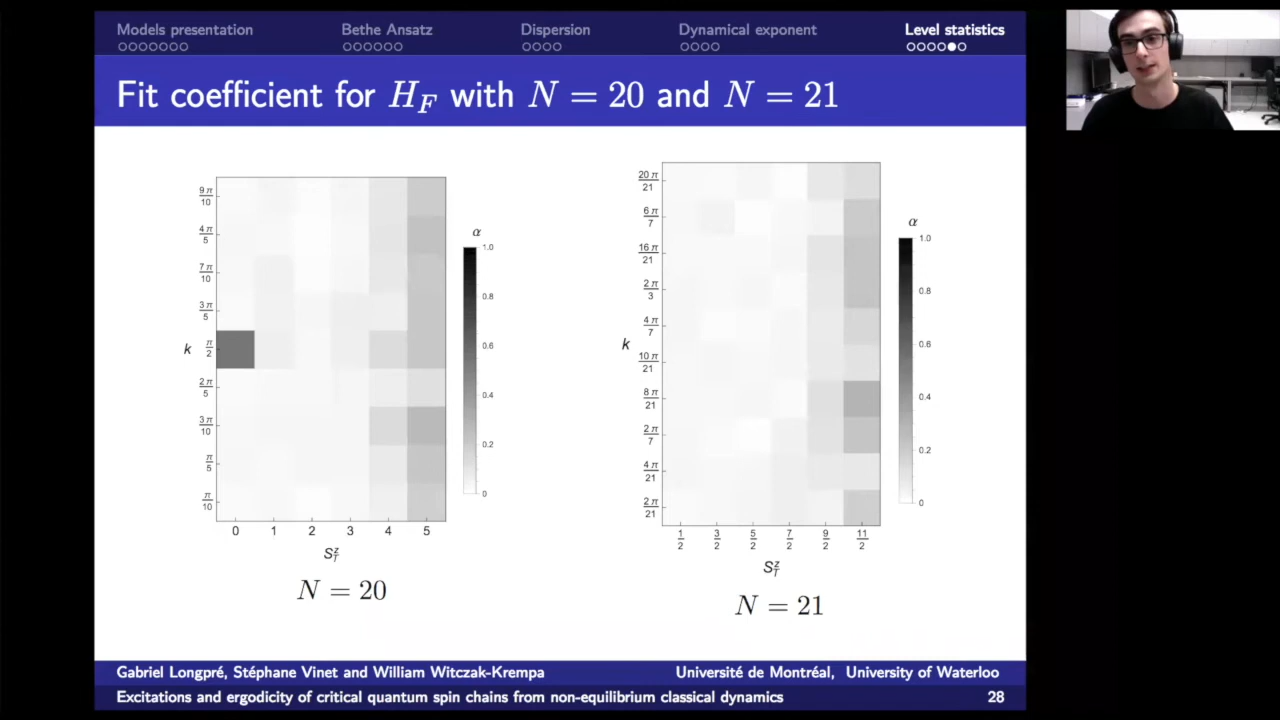 Models presentation Bethe Ansatz Dispersion Dynamical exponent Level statistics
Fit coefficient for H_F with N = 20 and N = 21
9π/10
4π/5
7π/10
3π/5
k π/2
2π/5
3π/10
π/5
π/10
0 1 2 3 4 5
S_T^z
α
1.0
0.8
0.6
0.4
0.2
0
N = 20
20π/21
6π/7
16π/21
2π/3
4π/7
k
10π/21
8π/21
2π/7
4π/21
2π/21
1/2 3/2 5/2 7/2 9/2 11/2
S_T^z
α
1.0
0.8
0.6
0.4
0.2
0
N = 21
Gabriel Longpré, Stéphane Vinet and William Witczak-Krempa Université de Montréal, University of Waterloo
Excitations and ergodicity of critical quantum spin chains from non-equilibrium classical dynamics 28